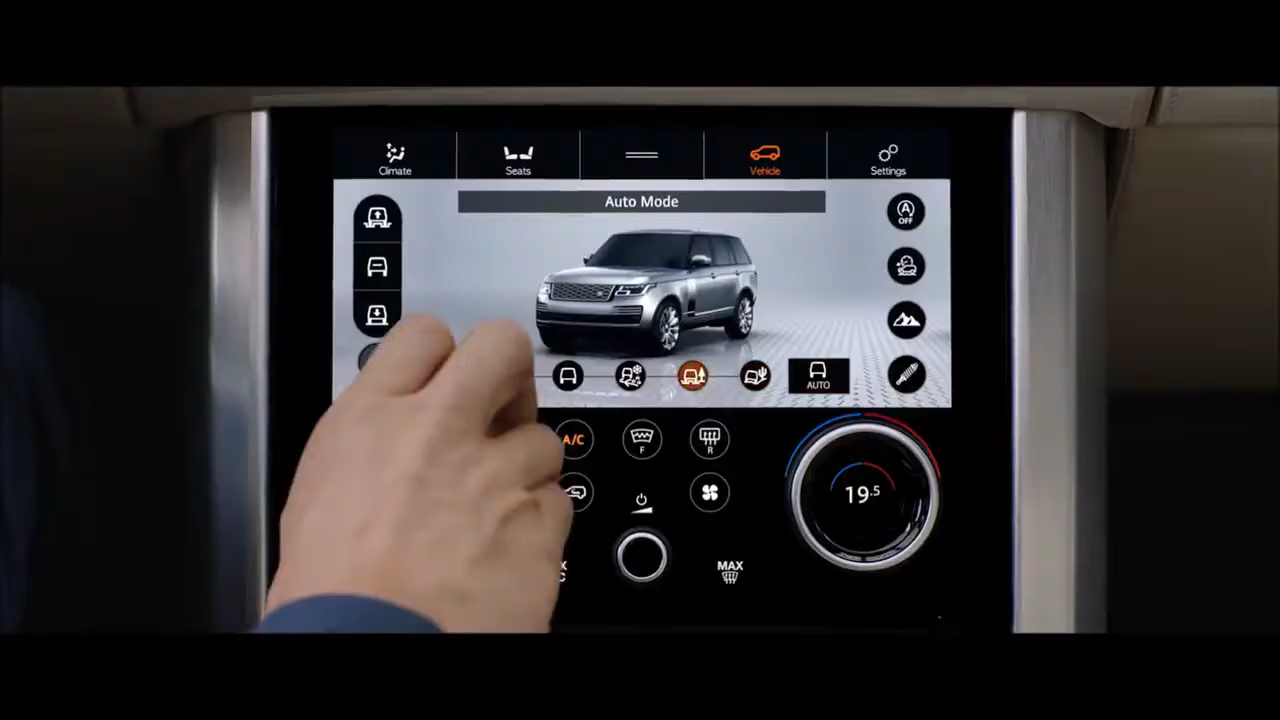 Climate
Seats
Vehicle
Settings
Auto Mode
OFF
AUTO
A/C
F
R
19.5
MAX